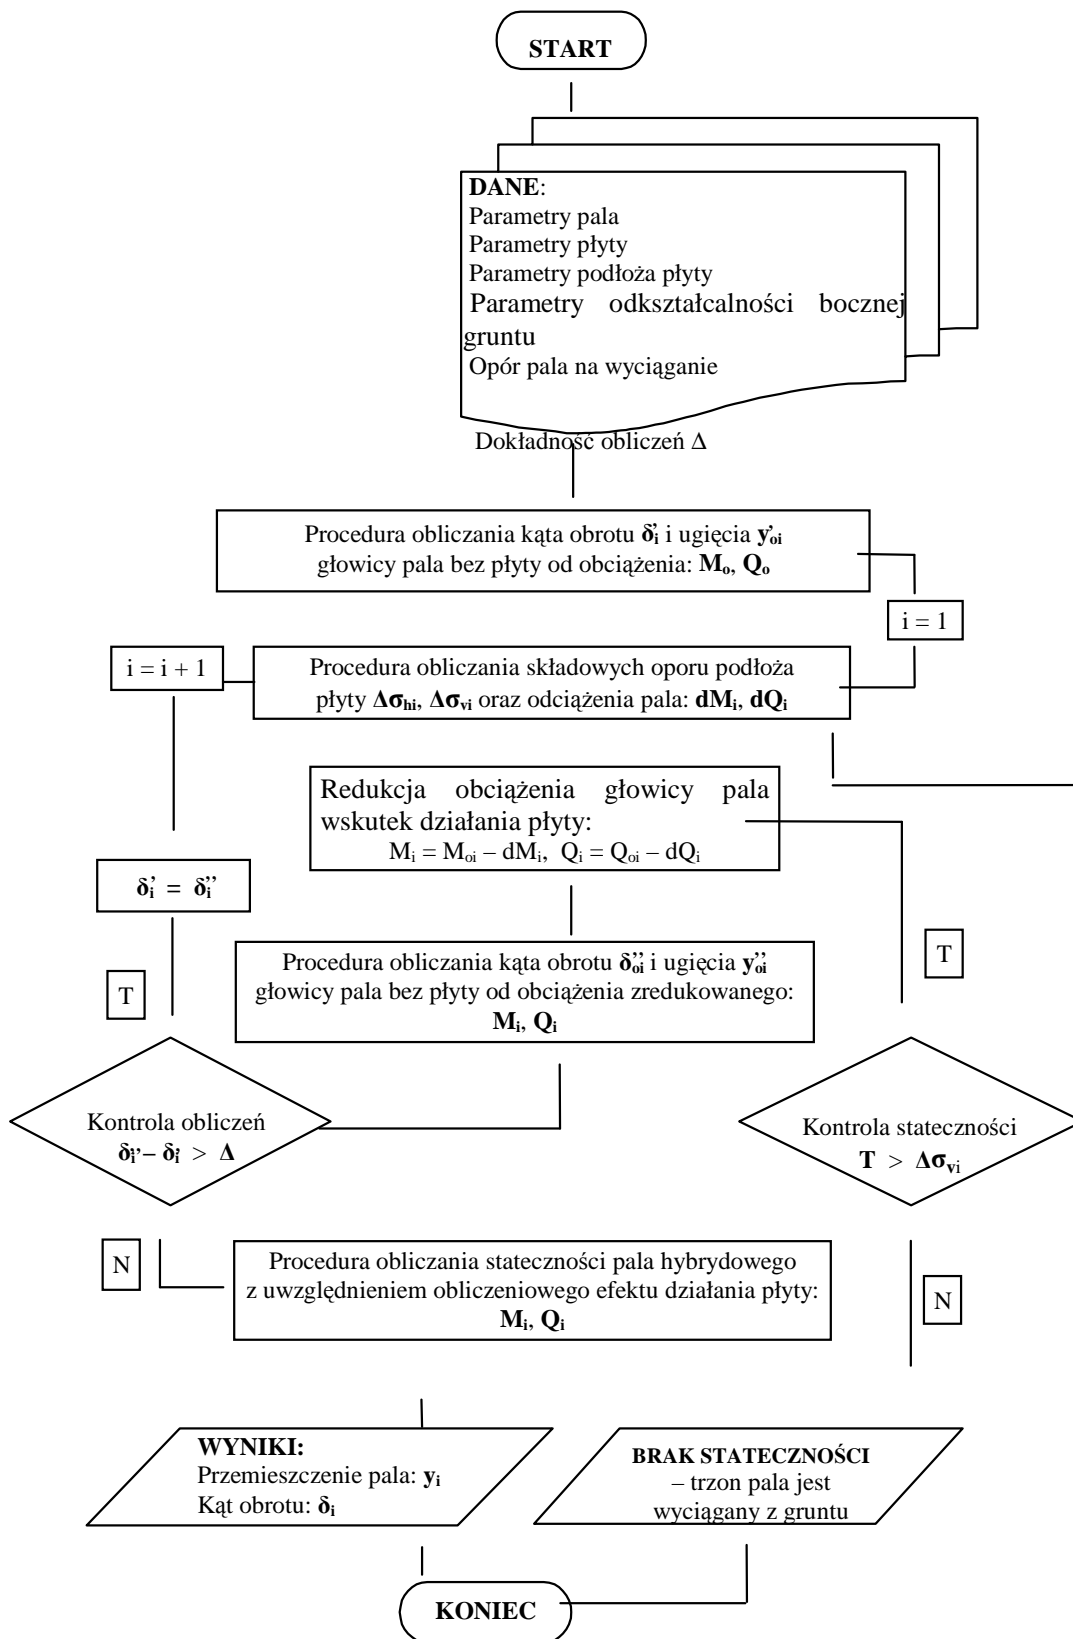 START
DANE:
Parametry pala
Parametry płyty
Parametry podłoża płyty
Parametry odkształcalności bocznej
gruntu
Opór pala na wyciąganie
Dokładność obliczeń Δ
Procedura obliczania kąta obrotu δ'i i ugięcia y'oi
głowicy pala bez płyty od obciążenia: Mo, Qo
i = 1
i = i + 1
Procedura obliczania składowych oporu podłoża
płyty Δσhi, Δσvi oraz odciążenia pala: dMi, dQi
Redukcja obciążenia głowicy pala
wskutek działania płyty:
Mi = Moi – dMi, Qi = Qoi – dQi
δi' = δi''
T
T
Procedura obliczania kąta obrotu δ''oi i ugięcia y''oi
głowicy pala bez płyty od obciążenia zredukowanego:
Mi, Qi
Kontrola obliczeń
δi'' – δi' > Δ
Kontrola stateczności
T > Δσvi
N
N
Procedura obliczania stateczności pala hybrydowego
z uwzględnieniem obliczeniowego efektu działania płyty:
Mi, Qi
WYNIKI:
Przemieszczenie pala: yi
Kąt obrotu: δi
BRAK STATECZNOŚCI
– trzon pala jest
wyciągany z gruntu
KONIEC